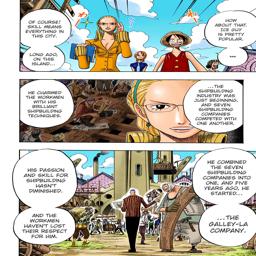 HOW
ABOUT THAT.
ICE GUY
IS PRETTY
POPULAR.
...
OF COURSE!
SKILL MEANS
EVERYTHING IN
THIS CITY.
LONG AGO,
ON THIS
ISLAND...
...THE
SHIPBUILDING
INDUSTRY WAS
JUST BEGINNING,
AND SEVEN
SHIPBUILDING
COMPANIES
COMPETED WITH
ONE ANOTHER.
HE CHARMED
THE WORKMEN
WITH HIS
BRILLIANT
SHIPBUILDING
TECHNIQUES.
HE COMBINED
THE SEVEN
SHIPBUILDING
COMPANIES INTO
ONE, AND FIVE
YEARS AGO, HE
STARTED...
...THE
GALLEY-LA
COMPANY.
HIS PASSION
AND SKILL FOR
SHIPBUILDING
HASN'T
DIMINISHED.
AND THE
WORKMEN
HAVEN'T LOST
THEIR RESPECT
FOR HIM.